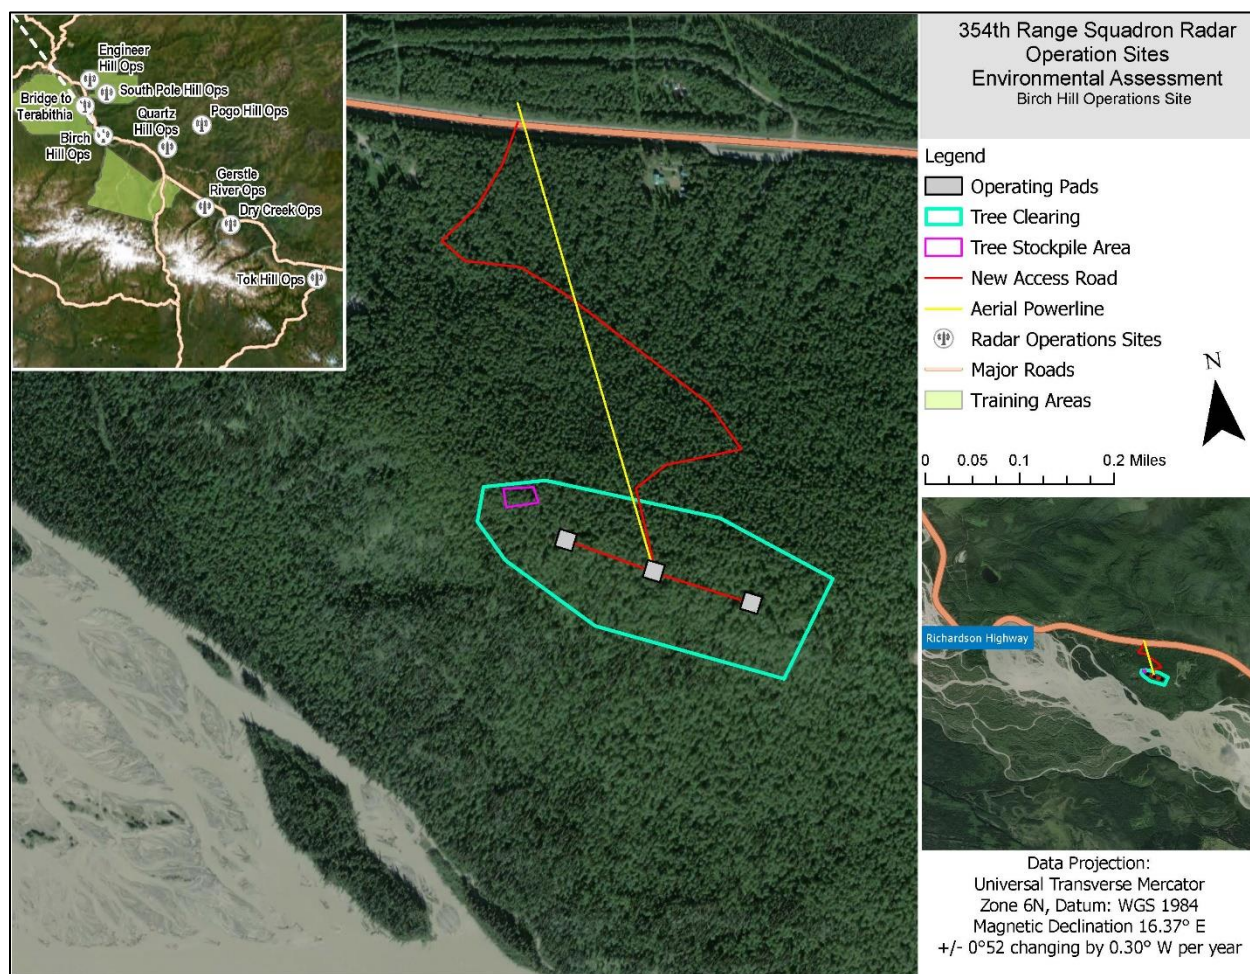 354th Range Squadron Radar
Operation Sites
Environmental Assessment
Birch Hill Operations Site
Engineer
Hill Ops
South Pole Hill Ops
Bridge to
Terabithia
Quartz
Hill Ops
Pogo Hill Ops
Birch
Hill Ops
Gerstle
River Ops
Dry Creek Ops
Tok Hill Ops
Legend
Operating Pads
Tree Clearing
Tree Stockpile Area
New Access Road
Aerial Powerline
Radar Operations Sites
Major Roads
Training Areas
N
0 0.05 0.1 0.2 Miles
Richardson Highway
Data Projection:
Universal Transverse Mercator
Zone 6N, Datum: WGS 1984
Magnetic Declination 16.37° E
+/- 0°52 changing by 0.30° W per year